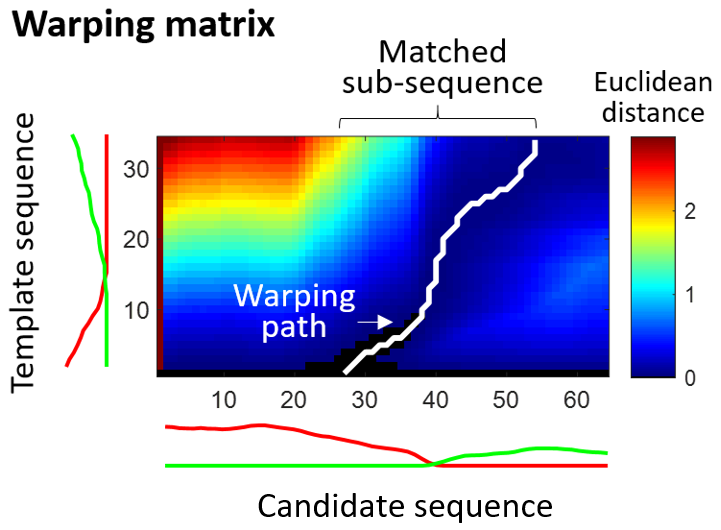 Warping matrix
Matched
sub-sequence
Euclidean
distance
Template sequence
30
20
10
Warping
path
2
1
0
10
20
30
40
50
60
Candidate sequence